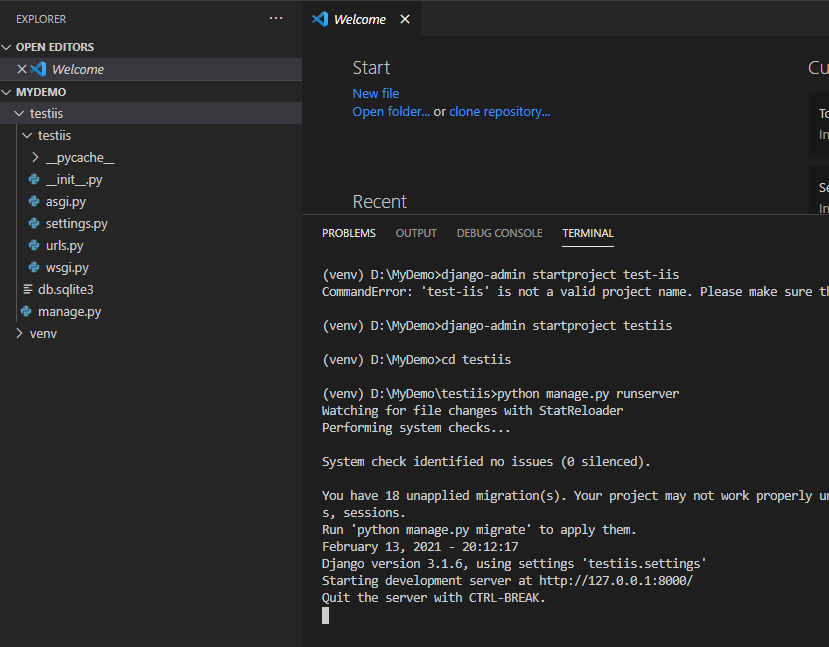 EXPLORER
OPEN EDITORS
Welcome
MYDEMO
testiis
testiis
__pycache__
__init__.py
asgi.py
settings.py
urls.py
wsgi.py
db.sqlite3
manage.py
venv
Welcome
Start
New file
Open folder... or clone repository...
Recent
Cu
To
In
Se
In
PROBLEMS OUTPUT DEBUG CONSOLE TERMINAL
(venv) D:\MyDemo>django-admin startproject test-iis
CommandError: 'test-iis' is not a valid project name. Please make sure th
(venv) D:\MyDemo>django-admin startproject testiis
(venv) D:\MyDemo>cd testiis
(venv) D:\MyDemo\testiis>python manage.py runserver
Watching for file changes with StatReloader
Performing system checks...
System check identified no issues (0 silenced).
You have 18 unapplied migration(s). Your project may not work properly un
s, sessions.
Run 'python manage.py migrate' to apply them.
February 13, 2021 - 20:12:17
Django version 3.1.6, using settings 'testiis.settings'
Starting development server at http://127.0.0.1:8000/
Quit the server with CTRL-BREAK.